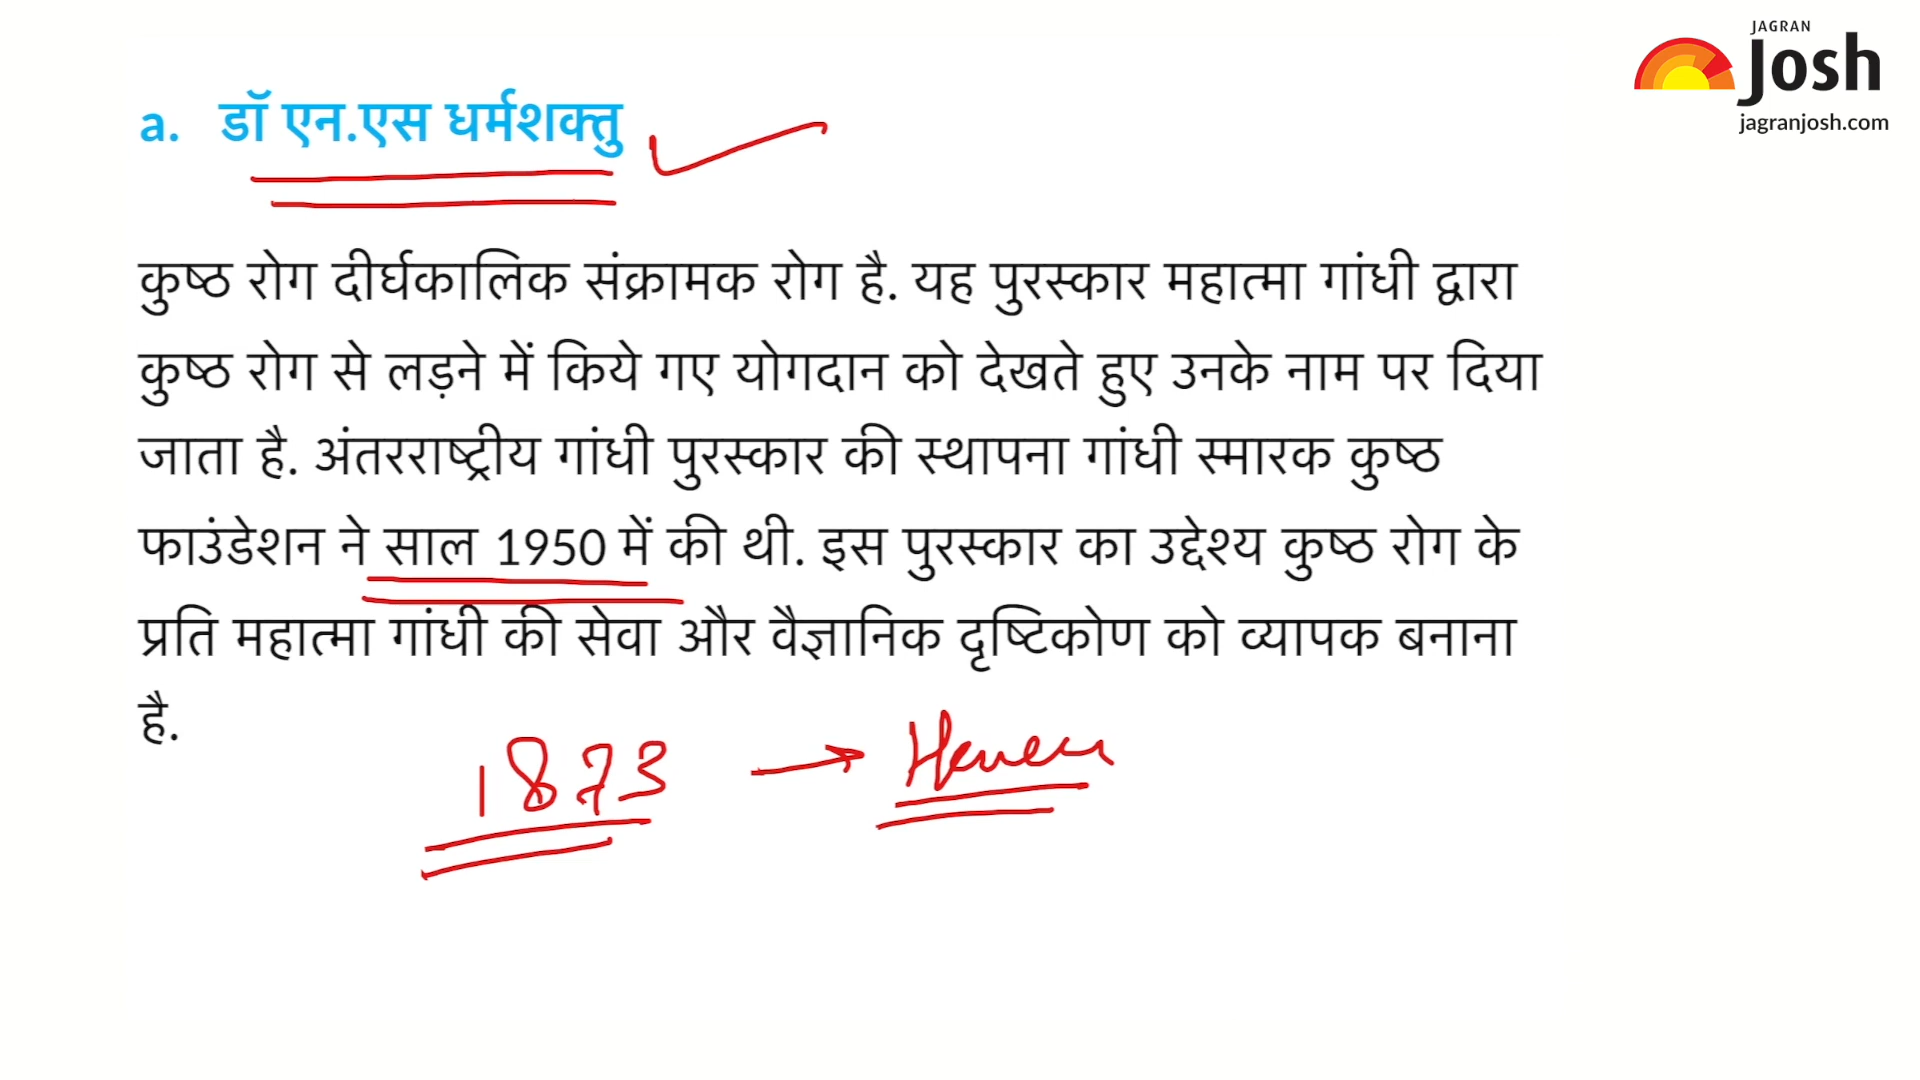 JAGRAN
Josh
jagranjosh.com
a. डॉ एन.एस धर्मशक्तु
कुष्ठ रोग दीर्घकालिक संक्रामक रोग है. यह पुरस्कार महात्मा गांधी द्वारा
कुष्ठ रोग से लड़ने में किये गए योगदान को देखते हुए उनके नाम पर दिया
जाता है. अंतरराष्ट्रीय गांधी पुरस्कार की स्थापना गांधी स्मारक कुष्ठ
फाउंडेशन ने साल 1950 में की थी. इस पुरस्कार का उद्देश्य कुष्ठ रोग के
प्रति महात्मा गांधी की सेवा और वैज्ञानिक दृष्टिकोण को व्यापक बनाना
है.
1873 →